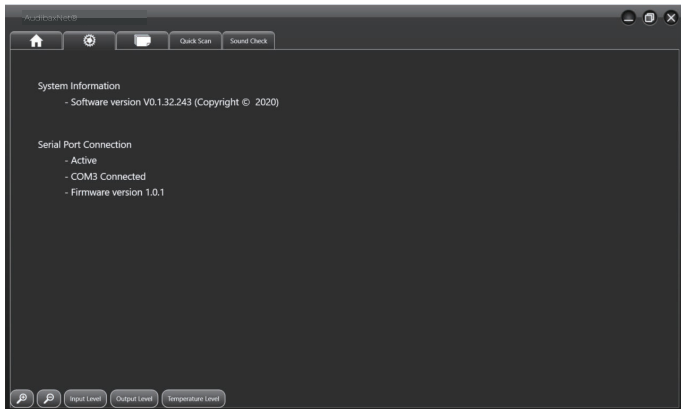 AudibaxNet®
Quick Scan
Sound Check
System Information
- Software version V0.1.32.243 (Copyright © 2020)
Serial Port Connection
- Active
- COM3 Connected
- Firmware version 1.0.1
Input Level
Output Level
Temperature Level